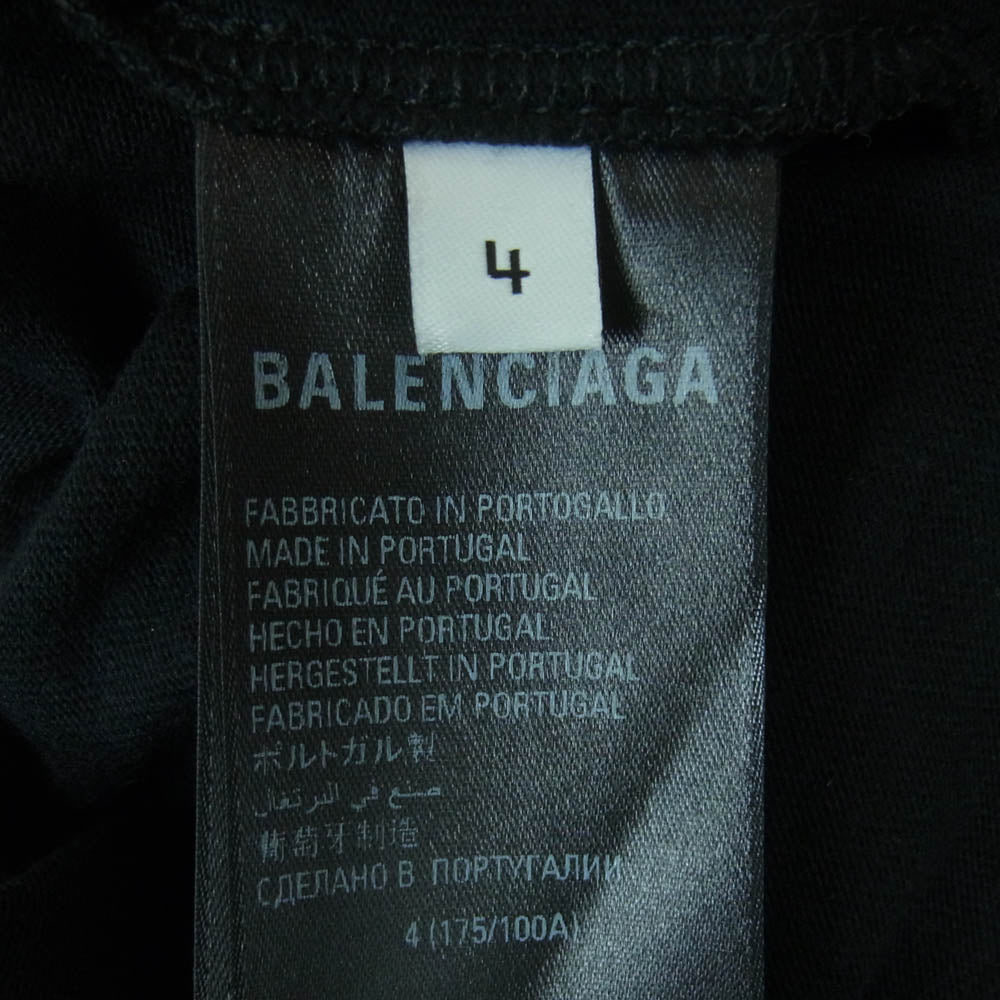 4
BALENCIAGA
FABBRICATO IN PORTOGALLO
MADE IN PORTUGAL
FABRIQUÉ AU PORTUGAL
HECHO EN PORTUGAL
HERGESTELLT IN PORTUGAL
FABRICADO EM PORTUGAL
ポルトガル製
صنع في البرتغال
葡萄牙制造
СДЕЛАНО В ПОРТУГАЛИИ
4 (175/100A)